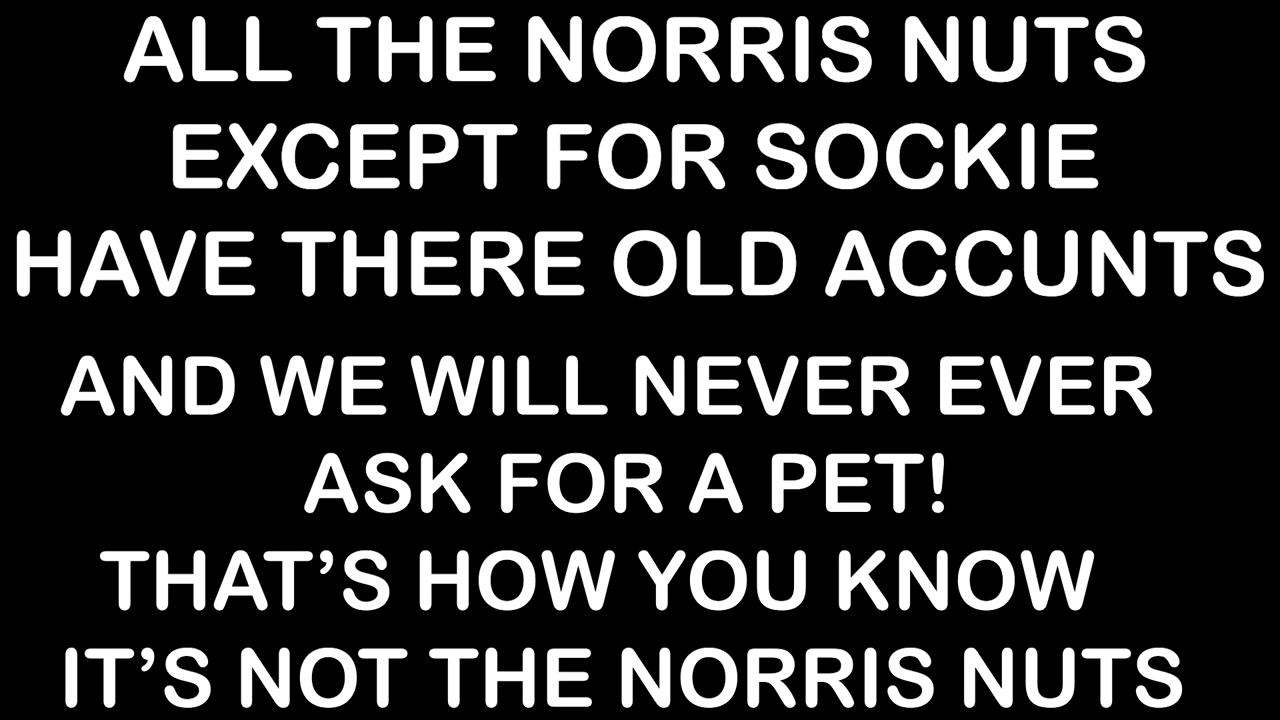 ALL THE NORRIS NUTS
EXCEPT FOR SOCKIE
HAVE THERE OLD ACCUNTS
AND WE WILL NEVER EVER
ASK FOR A PET!
THAT’S HOW YOU KNOW
IT’S NOT THE NORRIS NUTS